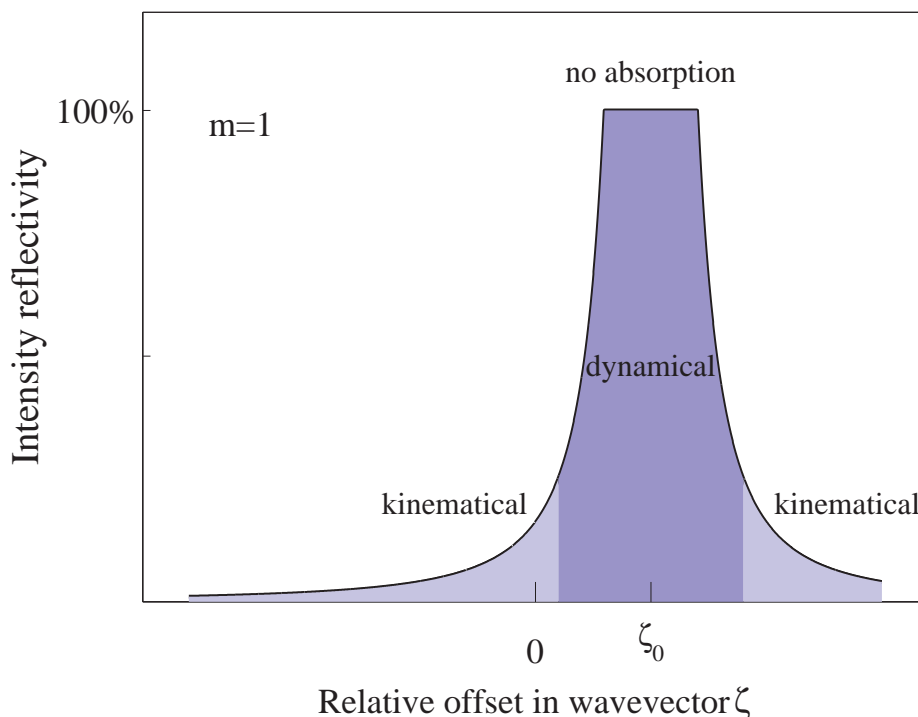 no absorption
100%
m=1
Intensity reflectivity
dynamical
kinematical
kinematical
0
ζ0
Relative offset in wavevector ζ